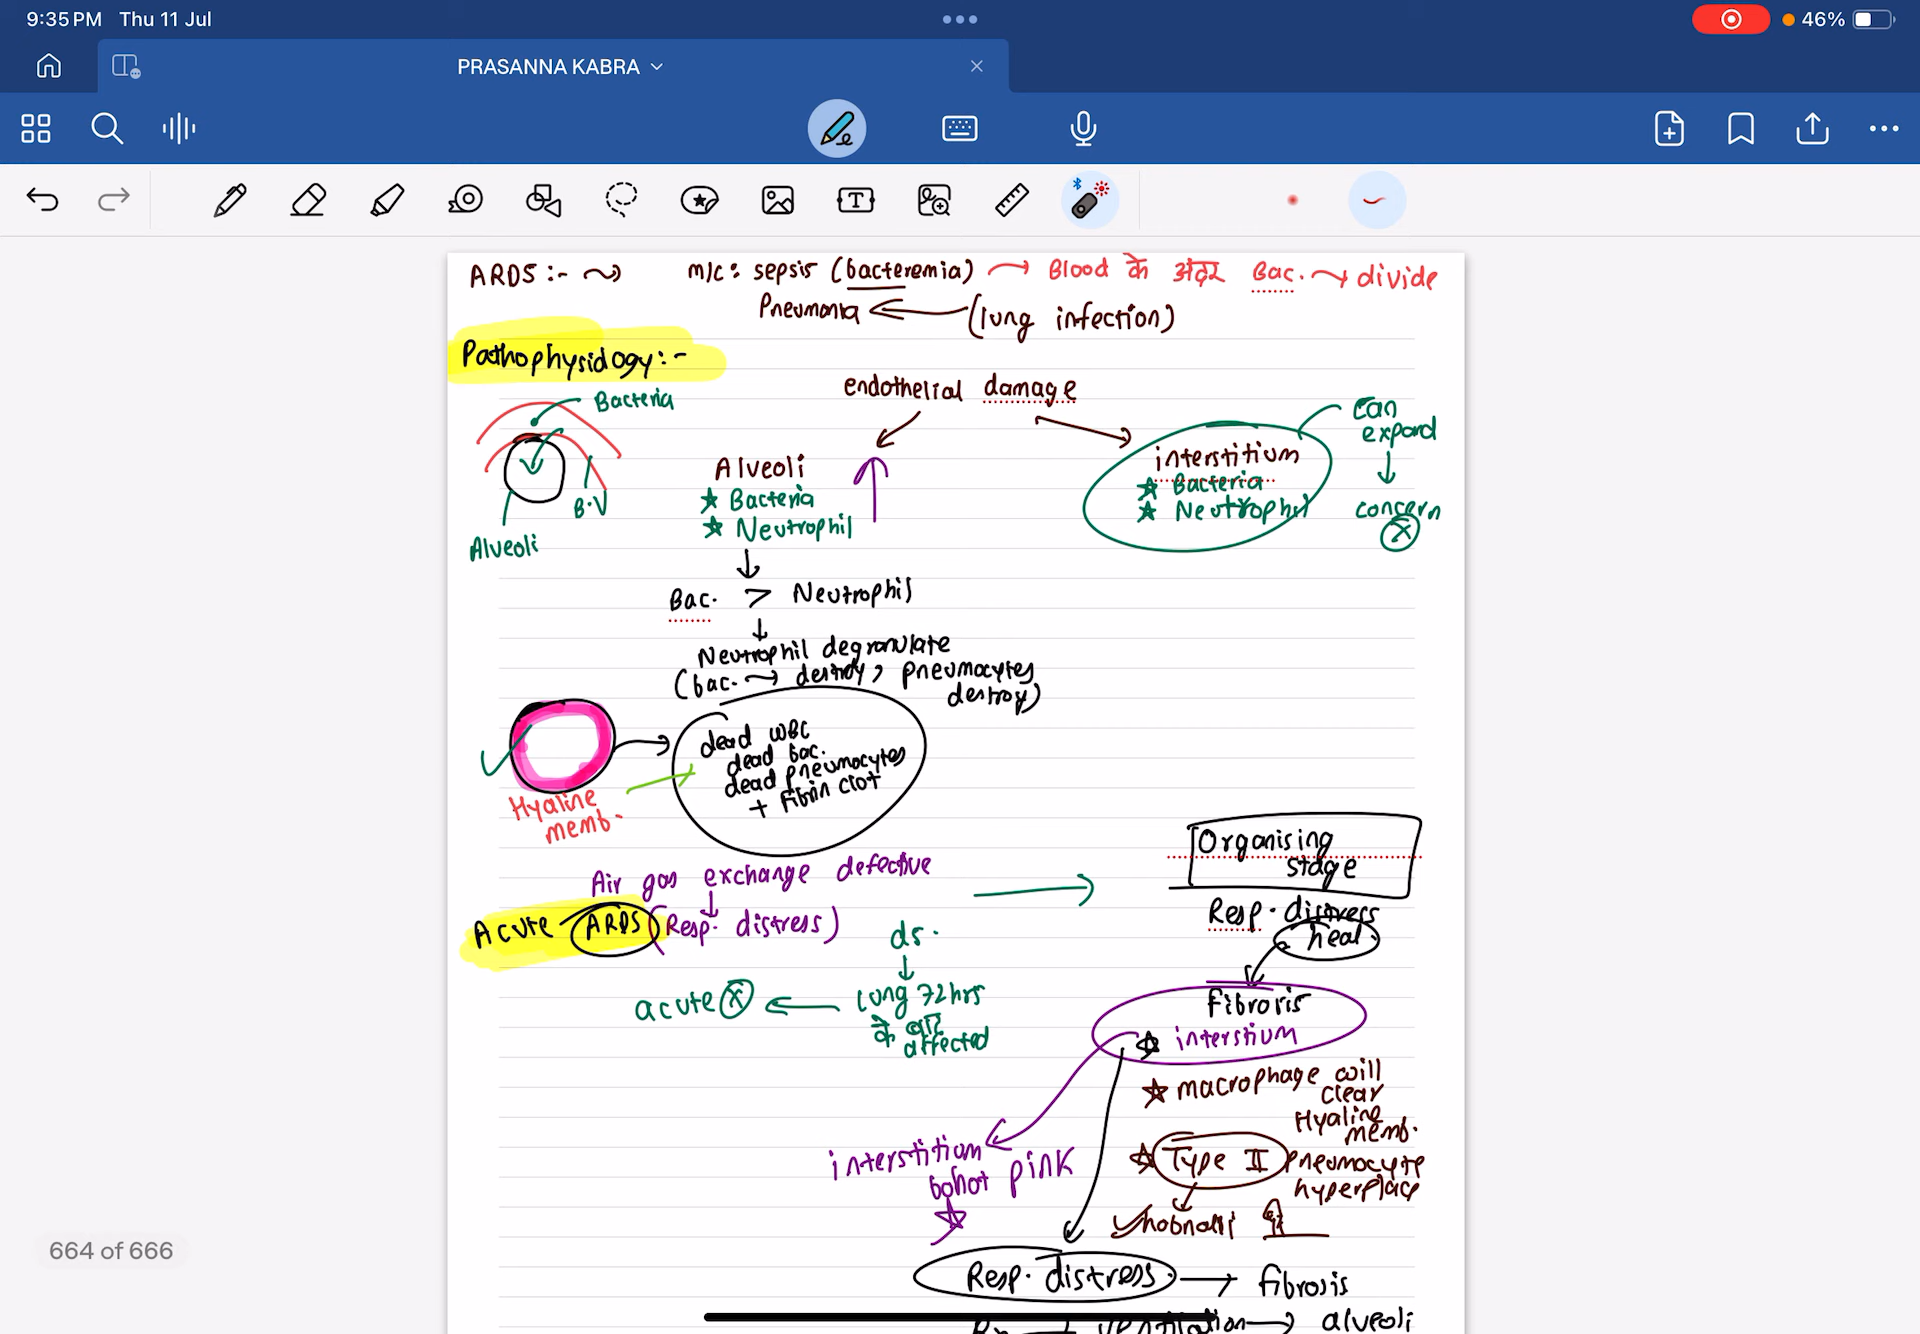 9:35 PM Thu 11 Jul
46%
PRASANNA KABRA
ARDS :- m/c: sepsis (bacteremia) → Blood के अंदर Bac. → divide
Pneumonia ← (lung infection)
Pathophysiology:-
Bacteria
B.V
Alveoli
endothelial damage
Alveoli
★ Bacteria
★ Neutrophil
interstitium
★ Bacteria
★ Neutrophil
can
expand
concern
ⓧ
Bac. > Neutrophil
Neutrophil degranulate
(bac. → destroy, pneumocytes
destroy)
dead WBC
dead bac.
dead pneumocytes
+ Fibrin clot
Hyaline
memb.
Air gas exchange defective
Acute ARDS (Resp. distress)
ds.
lung 72hrs
affected
acute ⓧ
Organising
stage
Resp. distress
heal
Fibrosis
☆ interstium
★ macrophage will
clear
Hyaline
memb.
☆ Type II pneumocyte
hyperplace
hobnail
interstitium
bohot pink
Resp. distress → fibrosis
alveoli
664 of 666